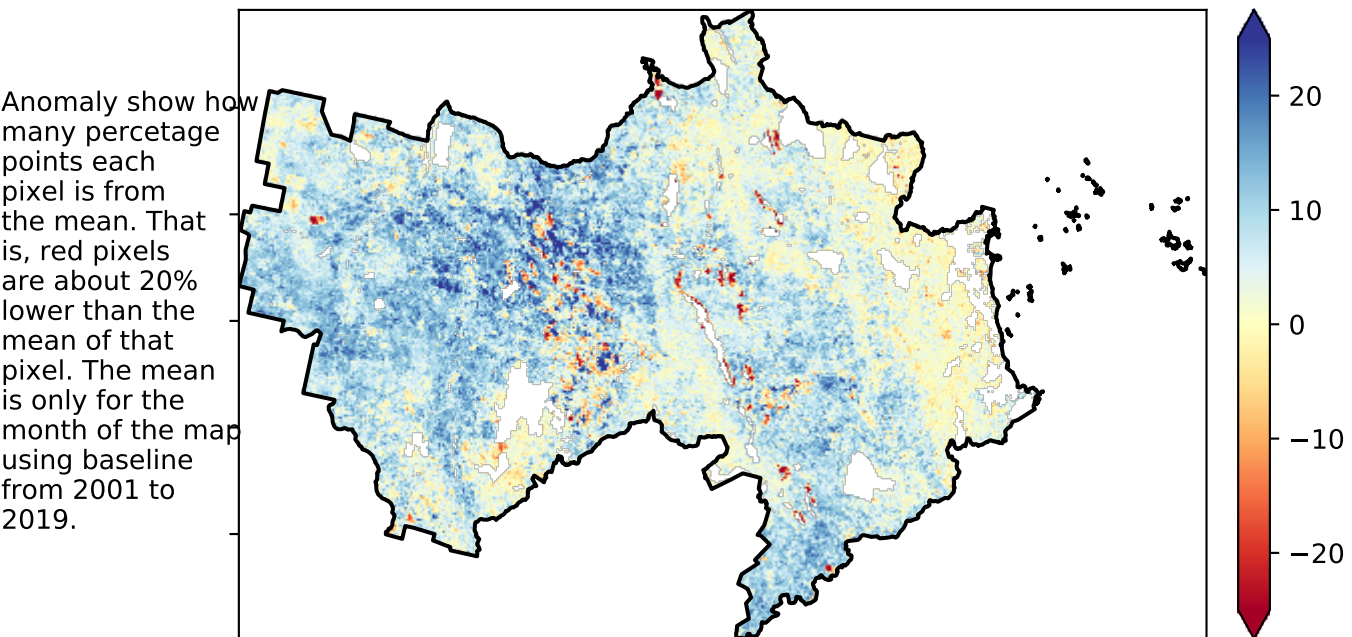 Anomaly show how
many percetage
points each
pixel is from
the mean. That
is, red pixels
are about 20%
lower than the
mean of that
pixel. The mean
is only for the
month of the map
using baseline
from 2001 to
2019.
20
10
0
−10
−20